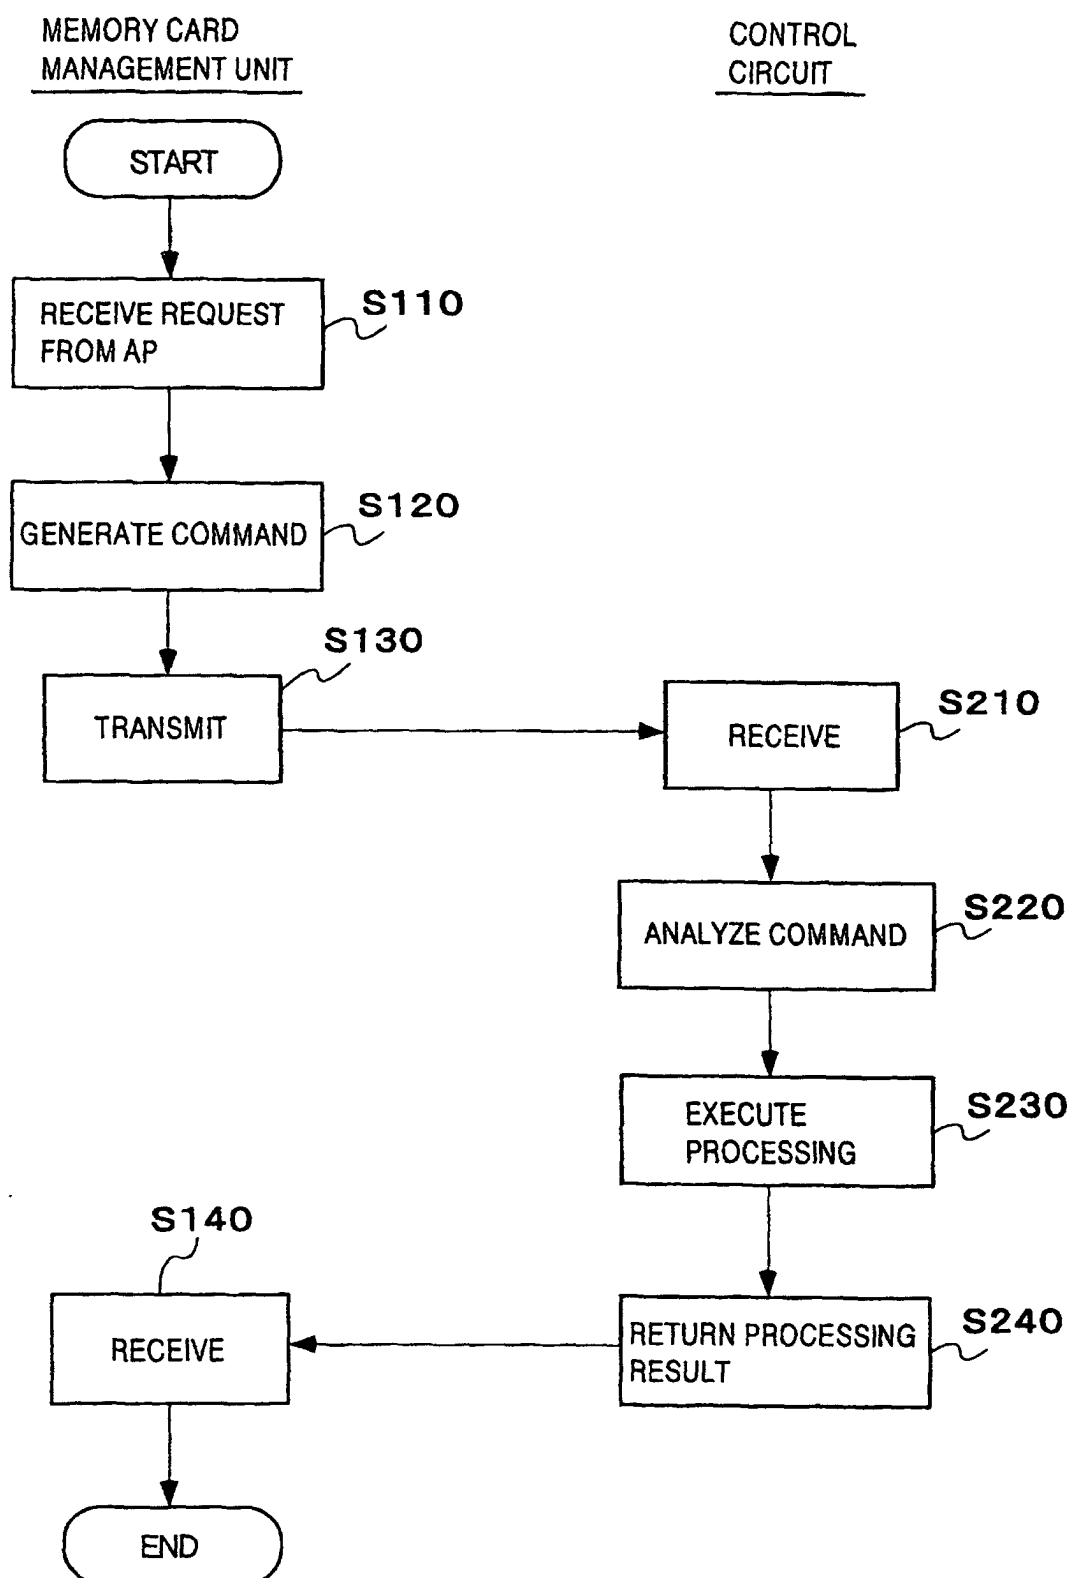 MEMORY CARD
MANAGEMENT UNIT
CONTROL
CIRCUIT
START
RECEIVE REQUEST
FROM AP
S110
GENERATE COMMAND
S120
S130
TRANSMIT
RECEIVE
S210
ANALYZE COMMAND
S220
EXECUTE
PROCESSING
S230
S140
RECEIVE
RETURN PROCESSING
RESULT
S240
END